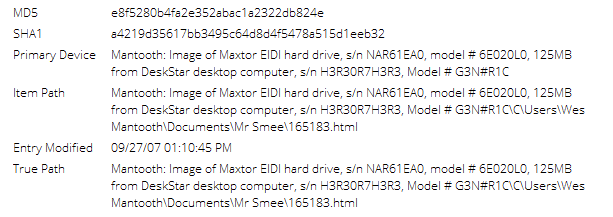 MD5 e8f5280b4fa2e352abac1a2322db824e
SHA1 a4219d35617bb3495c64d8d4f5478a515d1eeb32
Primary Device Mantooth: Image of Maxtor EIDI hard drive, s/n NAR61EA0, model # 6E020L0, 125MB
from DeskStar desktop computer, s/n H3R30R7H3R3, Model # G3N#R1C
Item Path Mantooth: Image of Maxtor EIDI hard drive, s/n NAR61EA0, model # 6E020L0, 125MB
from DeskStar desktop computer, s/n H3R30R7H3R3, Model # G3N#R1C\C\Users\Wes
Mantooth\Documents\Mr Smee\165183.html
Entry Modified 09/27/07 01:10:45 PM
True Path Mantooth: Image of Maxtor EIDI hard drive, s/n NAR61EA0, model # 6E020L0, 125MB
from DeskStar desktop computer, s/n H3R30R7H3R3, Model # G3N#R1C\C\Users\Wes
Mantooth\Documents\Mr Smee\165183.html